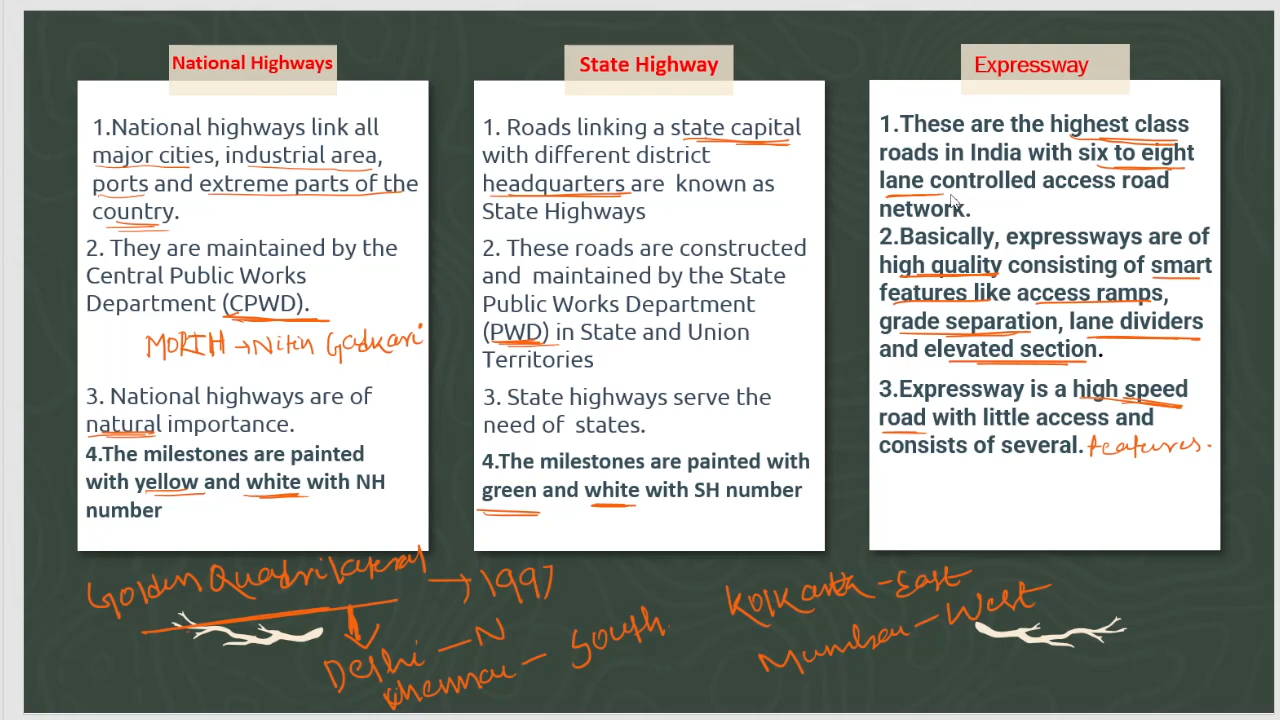 National Highways
1.National highways link all
major cities, industrial area,
ports and extreme parts of the
country.
2. They are maintained by the
Central Public Works
Department (CPWD).
MORTH → Nitin Gadkari
3. National highways are of
natural importance.
4.The milestones are painted
with yellow and white with NH
number
State Highway
1. Roads linking a state capital
with different district
headquarters are known as
State Highways
2. These roads are constructed
and maintained by the State
Public Works Department
(PWD) in State and Union
Territories
3. State highways serve the
need of states.
4.The milestones are painted with
green and white with SH number
Expressway
1.These are the highest class
roads in India with six to eight
lane controlled access road
network.
2.Basically, expressways are of
high quality consisting of smart
features like access ramps,
grade separation, lane dividers
and elevated section.
3.Expressway is a high speed
road with little access and
consists of several. features.
Golden Quadrilateral → 1997
Delhi - N
Chennai - South
Kolkata - East
Mumbai - West